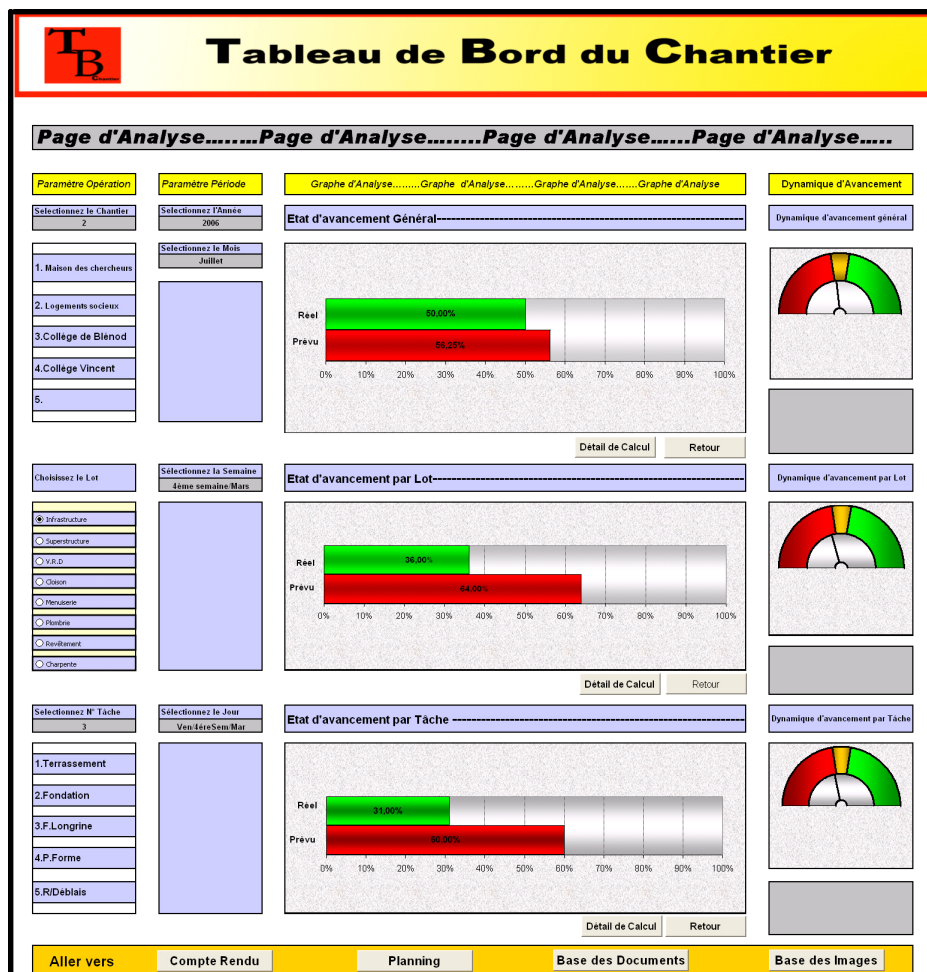 TB Chantier
Tableau de Bord du Chantier
Page d'Analyse.........Page d'Analyse.........Page d'Analyse......Page d'Analyse.....
Paramètre Opération
Paramètre Période
Graphe d'Analyse.........Graphe d'Analyse.........Graphe d'Analyse.......Graphe d'Analyse
Dynamique d'Avancement
Selectionnez le Chantier
2
Selectionnez l'Année
2006
Etat d'avancement Général
Dynamique d'avancement général
Selectionnez le Mois
Juillet
1. Maison des chercheurs
2. Logements socieux
3.Collège de Blénod
4.Collège Vincent
5.
Réel
50,00%
Prévu
56,25%
0% 10% 20% 30% 40% 50% 60% 70% 80% 90% 100%
Détail de Calcul
Retour
Choisissez le Lot
Sélectionnez la Semaine
4ème semaine/Mars
Etat d'avancement par Lot
Dynamique d'avancement par Lot
Infrastructure
Superstructure
V.R.D
Cloison
Menuiserie
Plombrie
Revêtement
Charpente
Réel
36,00%
Prévu
64,00%
0% 10% 20% 30% 40% 50% 60% 70% 80% 90% 100%
Détail de Calcul
Retour
Selectionnez N° Tâche
3
Sélectionnez le Jour
Ven/4éreSem/Mar
Etat d'avancement par Tâche
Dynamique d'avancement par Tâche
1.Terrassement
2.Fondation
3.F.Longrine
4.P.Forme
5.R/Déblais
Réel
31,00%
Prévu
60,00%
0% 10% 20% 30% 40% 50% 60% 70% 80% 90% 100%
Détail de Calcul
Retour
Aller vers
Compte Rendu
Planning
Base des Documents
Base des Images